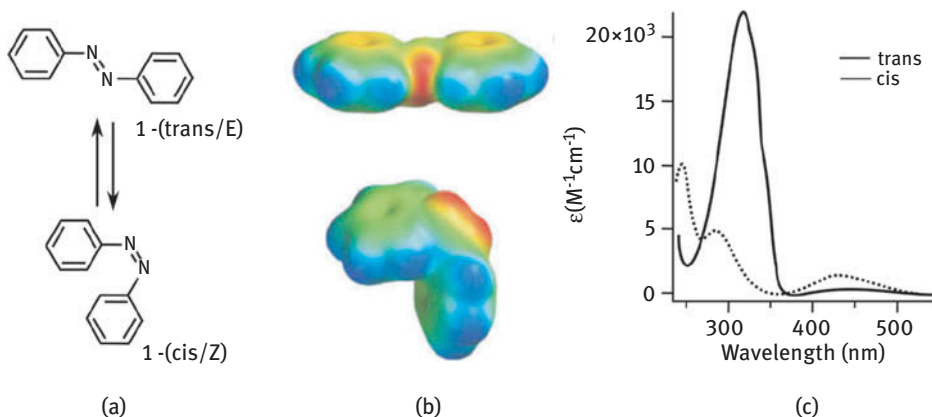 N
N
1 -(trans/E)
N
N
1 -(cis/Z)
(a)
(b)
20×10³
15
10
5
0
ε(M⁻¹cm⁻¹)
trans
cis
300
400
500
Wavelength (nm)
(c)